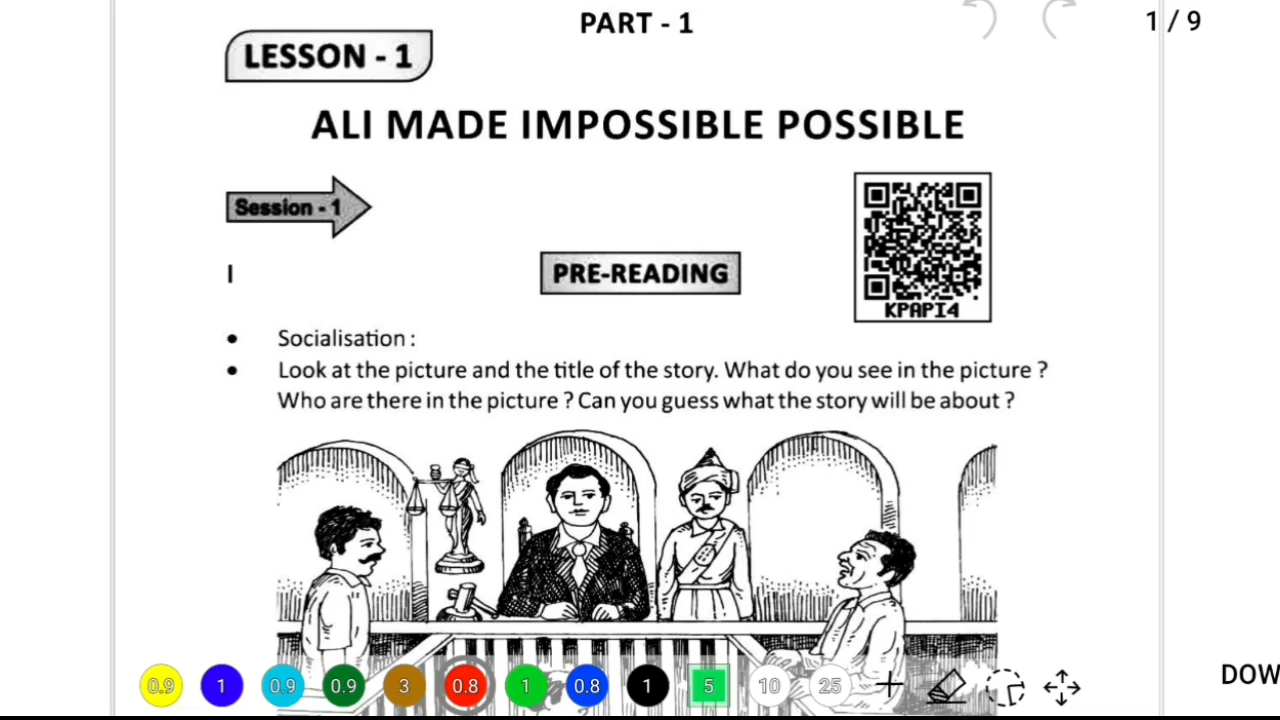 PART - 1
1 / 9
LESSON - 1
ALI MADE IMPOSSIBLE POSSIBLE
Session - 1
I
PRE-READING
KPAPI4
• Socialisation :
• Look at the picture and the title of the story. What do you see in the picture ?
Who are there in the picture ? Can you guess what the story will be about ?
0.9 1 0.9 0.9 3 0.8 1 0.8 1 5 10 25
DOW